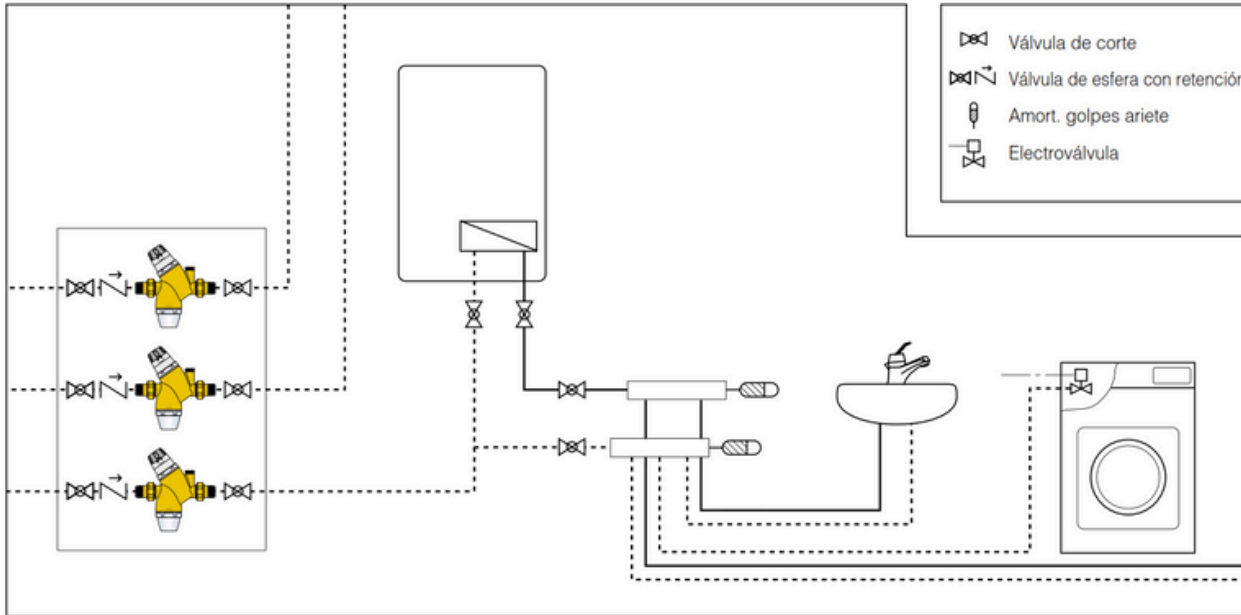 Válvula de corte
Válvula de esfera con retención
Amort. golpes ariete
Electroválvula